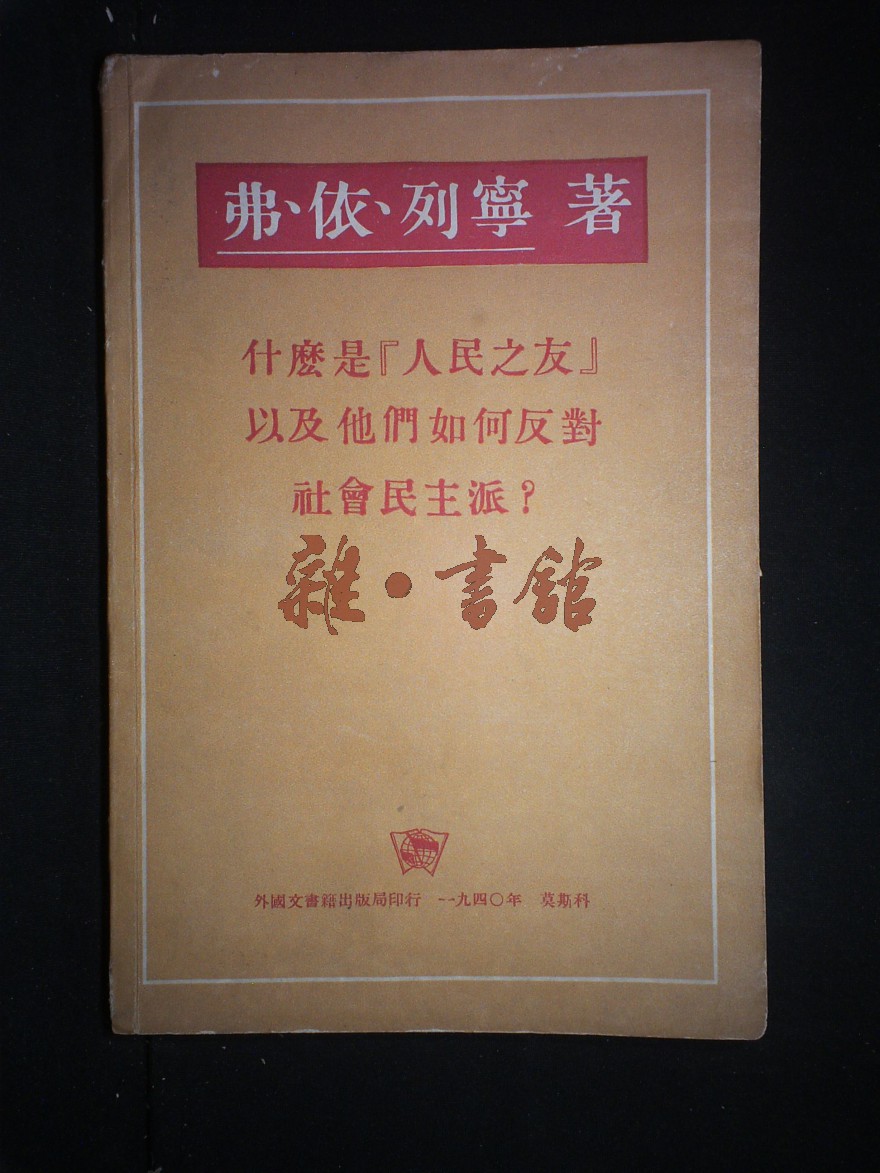 弗、依、列寧 著
什麽是『人民之友』
以及他們如何反對
社會民主派？
雜・書館
外國文書籍出版局印行 一九四〇年 莫斯科